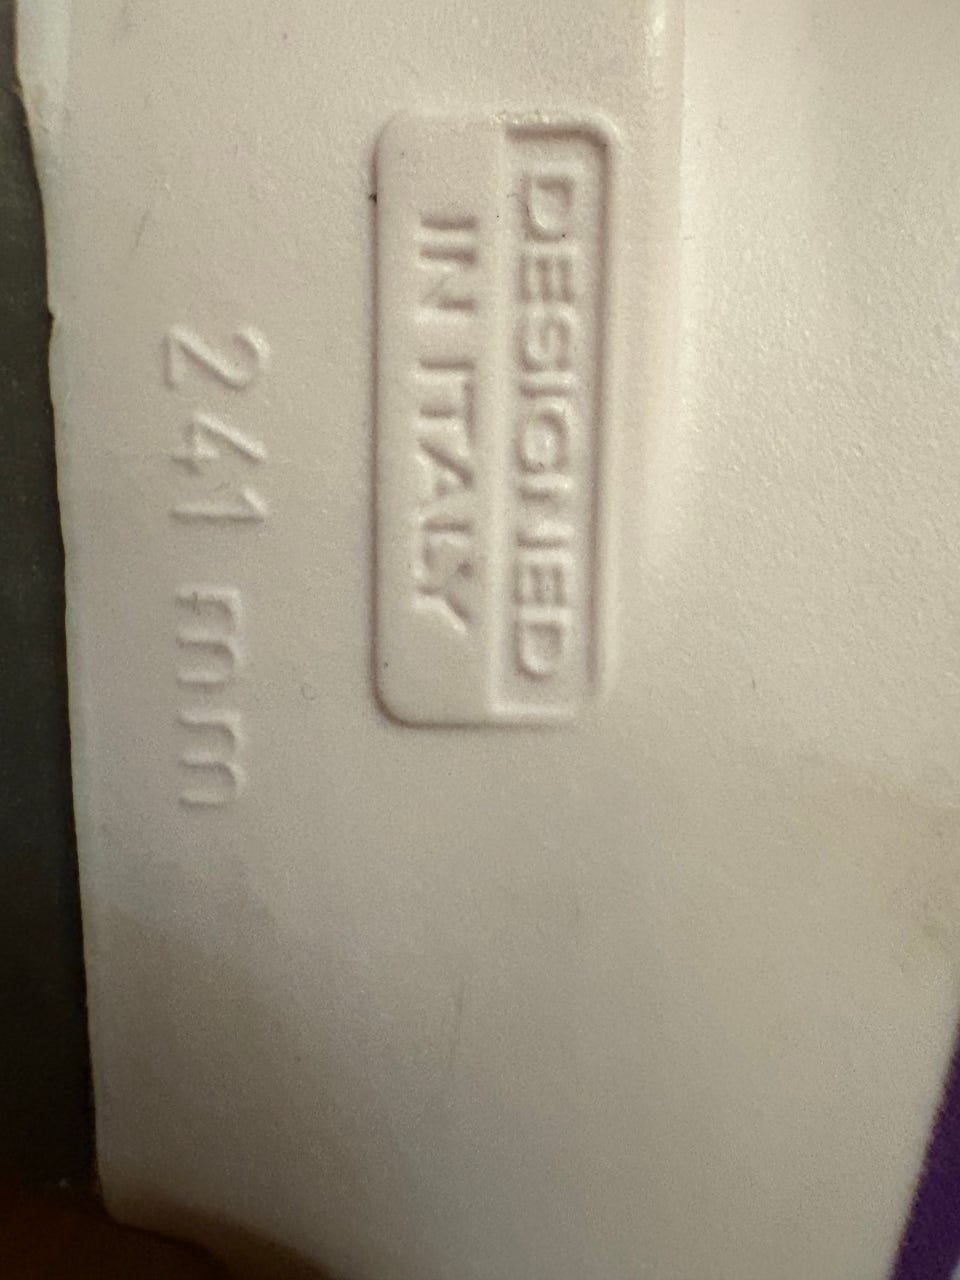 DESIGNED
IN ITALY
241 mm